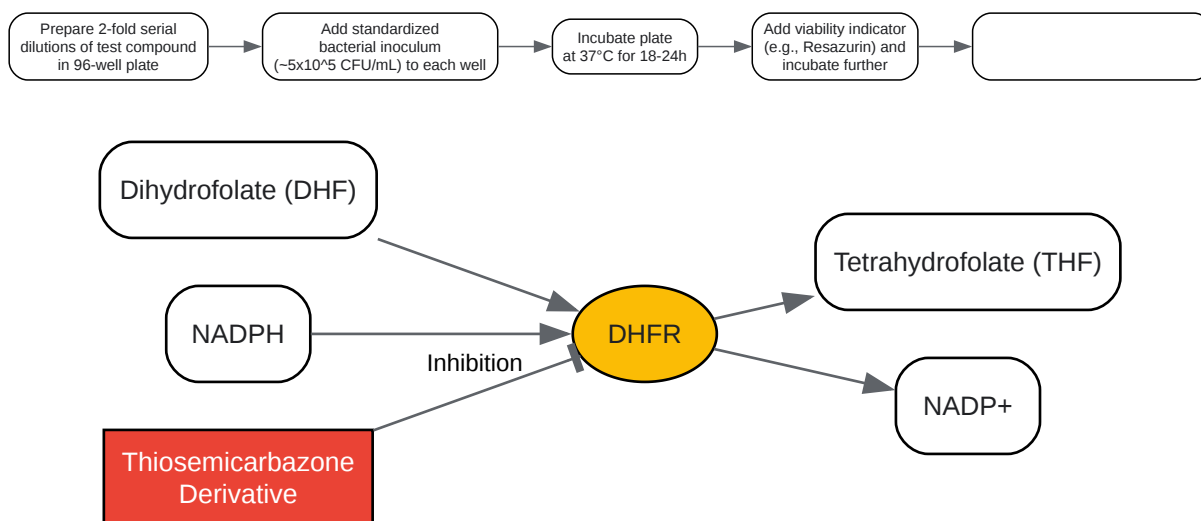 Prepare 2-fold serial
dilutions of test compound
in 96-well plate
Add standardized
bacterial inoculum
(~5x10^5 CFU/mL) to each well
Incubate plate
at 37°C for 18-24h
Add viability indicator
(e.g., Resazurin) and
incubate further
Dihydrofolate (DHF)
NADPH
Inhibition
Thiosemicarbazone
Derivative
DHFR
Tetrahydrofolate (THF)
NADP+